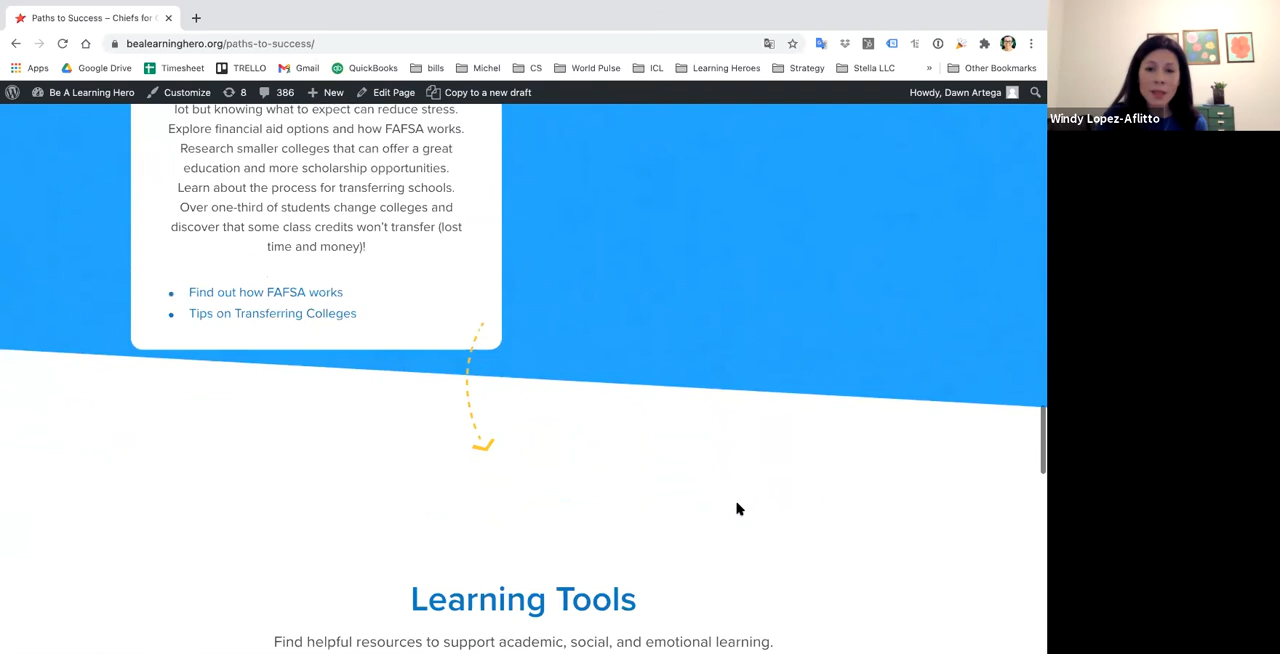 Paths to Success – Chiefs for
bealearninghero.org/paths-to-success/
Apps Google Drive Timesheet TRELLO Gmail QuickBooks bills Michel CS World Pulse ICL Learning Heroes Strategy Stella LLC » Other Bookmarks
Be A Learning Hero Customize 8 386 New Edit Page Copy to a new draft Howdy, Dawn Artega
Windy Lopez-Aflitto
lot but knowing what to expect can reduce stress.
Explore financial aid options and how FAFSA works.
Research smaller colleges that can offer a great
education and more scholarship opportunities.
Learn about the process for transferring schools.
Over one-third of students change colleges and
discover that some class credits won't transfer (lost
time and money)!
• Find out how FAFSA works
• Tips on Transferring Colleges
Learning Tools
Find helpful resources to support academic, social, and emotional learning.